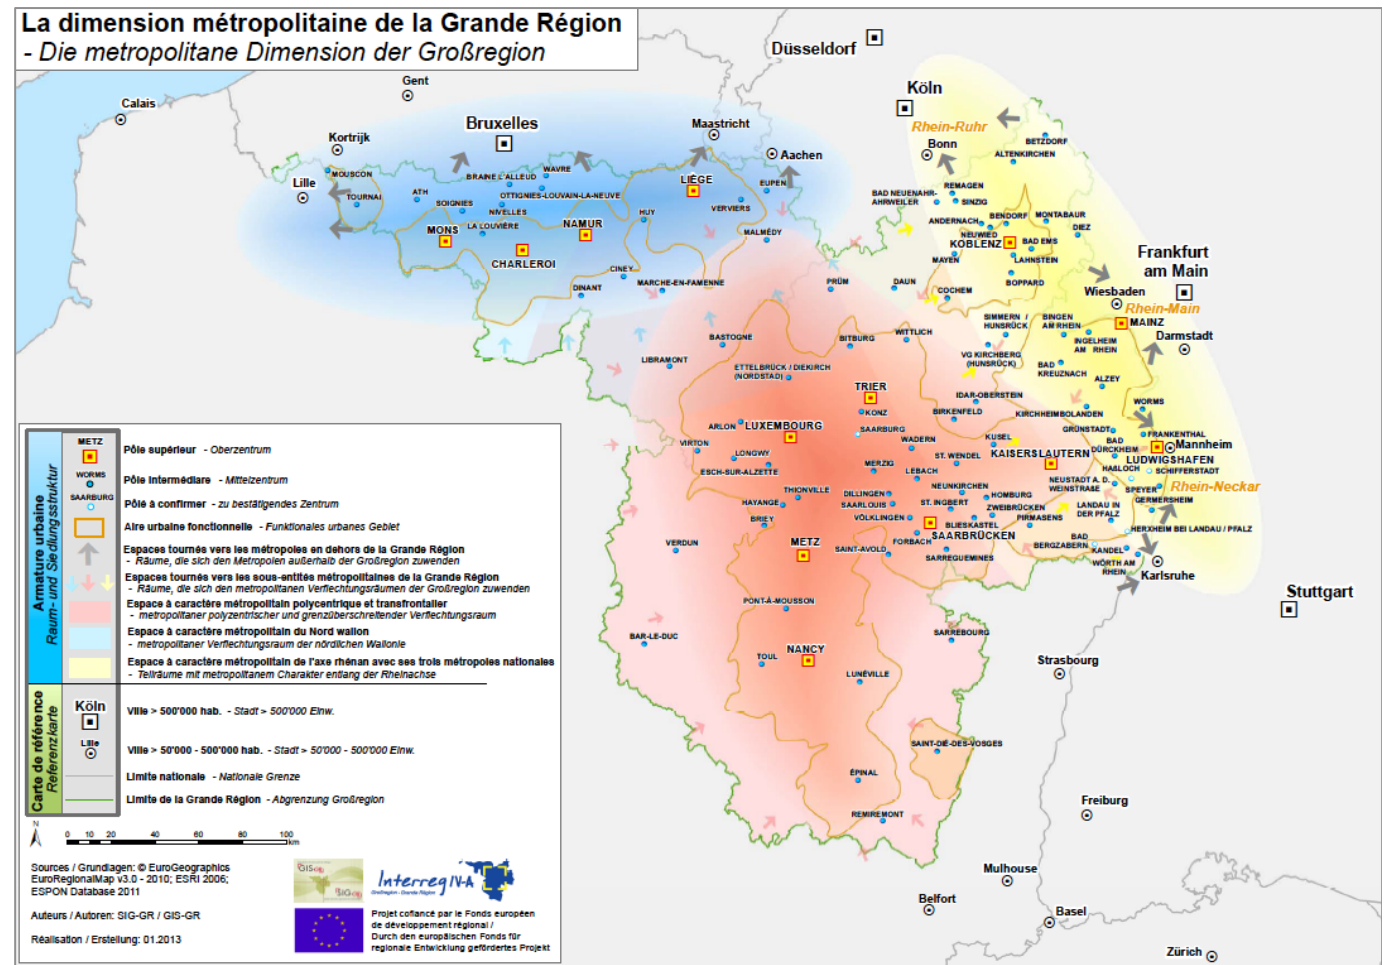 La dimension métropolitaine de la Grande Région
- Die metropolitane Dimension der Großregion
Düsseldorf
Gent
Calais
Köln
Bruxelles
Maastricht
Rhein-Ruhr
Kortrijk
Bonn
BETZDORF
Aachen
ALTENKIRCHEN
MOUSCRON
WAVRE
BRAINE L'ALLEUD
LIÈGE
EUPEN
Lille
TOURNAI
ATH
OTTIGNIES-LOUVAIN-LA-NEUVE
SOIGNIES
NIVELLES
VERVIERS
HUY
BAD NEUENAHR-
AHRWEILER
REMAGEN
SINZIG
ANDERNACH
BENDORF
MONTABAUR
MONS
LA LOUVIÈRE
NAMUR
MALMÉDY
NEUWIED
DIEZ
KOBLENZ
BAD EMS
CHARLEROI
MAYEN
LAHNSTEIN
Frankfurt
am Main
CINEY
DINANT
MARCHE-EN-FAMENNE
PRÜM
DAUN
COCHEM
BOPPARD
Wiesbaden
Rhein-Main
SIMMERN /
HUNSRÜCK
BINGEN
AM RHEIN
MAINZ
BASTOGNE
BITBURG
WITTLICH
INGELHEIM
AM RHEIN
Darmstadt
LIBRAMONT
VG KIRCHBERG
(HUNSRÜCK)
ETTELBRÜCK / DIEKIRCH
(NORDSTAD)
BAD
KREUZNACH
ALZEY
TRIER
IDAR-OBERSTEIN
KONZ
BIRKENFELD
KIRCHHEIMBOLANDEN
WORMS
ARLON
LUXEMBOURG
SAARBURG
GRÜNSTADT
FRANKENTHAL
VIRTON
WADERN
KUSEL
BAD
DÜRCKHEIM
Mannheim
LONGWY
ST. WENDEL
KAISERSLAUTERN
LUDWIGSHAFEN
ESCH-SUR-ALZETTE
MERZIG
LEBACH
HAßLOCH
SCHIFFERSTADT
NEUSTADT A. D.
WEINSTRAßE
SPEYER
Rhein-Neckar
THIONVILLE
DILLINGEN
NEUNKIRCHEN
HOMBURG
GERMERSHEIM
HAYANGE
SAARLOUIS
ST. INGBERT
ZWEIBRÜCKEN
LANDAU IN
DER PFALZ
BRIEY
VÖLKLINGEN
BLIESKASTEL
PIRMASENS
HERXHEIM BEI LANDAU / PFALZ
VERDUN
METZ
SAINT-AVOLD
FORBACH
SAARBRÜCKEN
BAD
BERGZABERN
KANDEL
SARREGUEMINES
WÖRTH AM
RHEIN
Karlsruhe
Stuttgart
PONT-À-MOUSSON
BAR-LE-DUC
SARREBOURG
TOUL
NANCY
Strasbourg
LUNÉVILLE
SAINT-DIÉ-DES-VOSGES
ÉPINAL
REMIREMONT
Freiburg
Mulhouse
Belfort
Basel
Zürich
Armature urbaine
Raum- und Siedlungsstruktur
METZ
Pôle supérieur - Oberzentrum
WORMS
Pôle intermédiare - Mittelzentrum
SAARBURG
Pôlé à confirmer - zu bestätigendes Zentrum
Aire urbaine fonctionnelle - Funktionales urbanes Gebiet
Espaces tournés vers les métropoles en dehors de la Grande Région
- Räume, die sich den Metropolen außerhalb der Großregion zuwenden
Espaces tournés vers les sous-entités métropolitaines de la Grande Région
- Räume, die sich den metropolitanen Verflechtungsräumen der Großregion zuwenden
Espace à caractère métropolitain polycentrique et transfrontalier
- metropolitaner polyzentrischer und grenzüberschreitender Verflechtungsraum
Espace à caractère métropolitain du Nord wallon
- metropolitaner Verflechtungsraum der nördlichen Wallonie
Espace à caractère métropolitain de l'axe rhénan avec ses trois métropoles nationales
- Teilräume mit metropolitanem Charakter entlang der Rheinachse
Carte de référence
Referenzkarte
Köln
Ville > 500'000 hab. - Stadt > 500'000 Einw.
Lille
Ville > 50'000 - 500'000 hab. - Stadt > 50'000 - 500'000 Einw.
Limite nationale - Nationale Grenze
Limite de la Grande Région - Abgrenzung Großregion
N
0 10 20 40 60 80 100
km
Sources / Grundlagen: © EuroGeographics
EuroRegionalMap v3.0 - 2010; ESRI 2006;
ESPON Database 2011
Auteurs / Autoren: SIG-GR / GIS-GR
Réalisation / Erstellung: 01.2013
GIS
SIG
Interreg IV-A
Großregion - Grande Région
Projet cofinancé par le Fonds européen
de développement régional /
Durch den europäischen Fonds für
regionale Entwicklung gefördertes Projekt